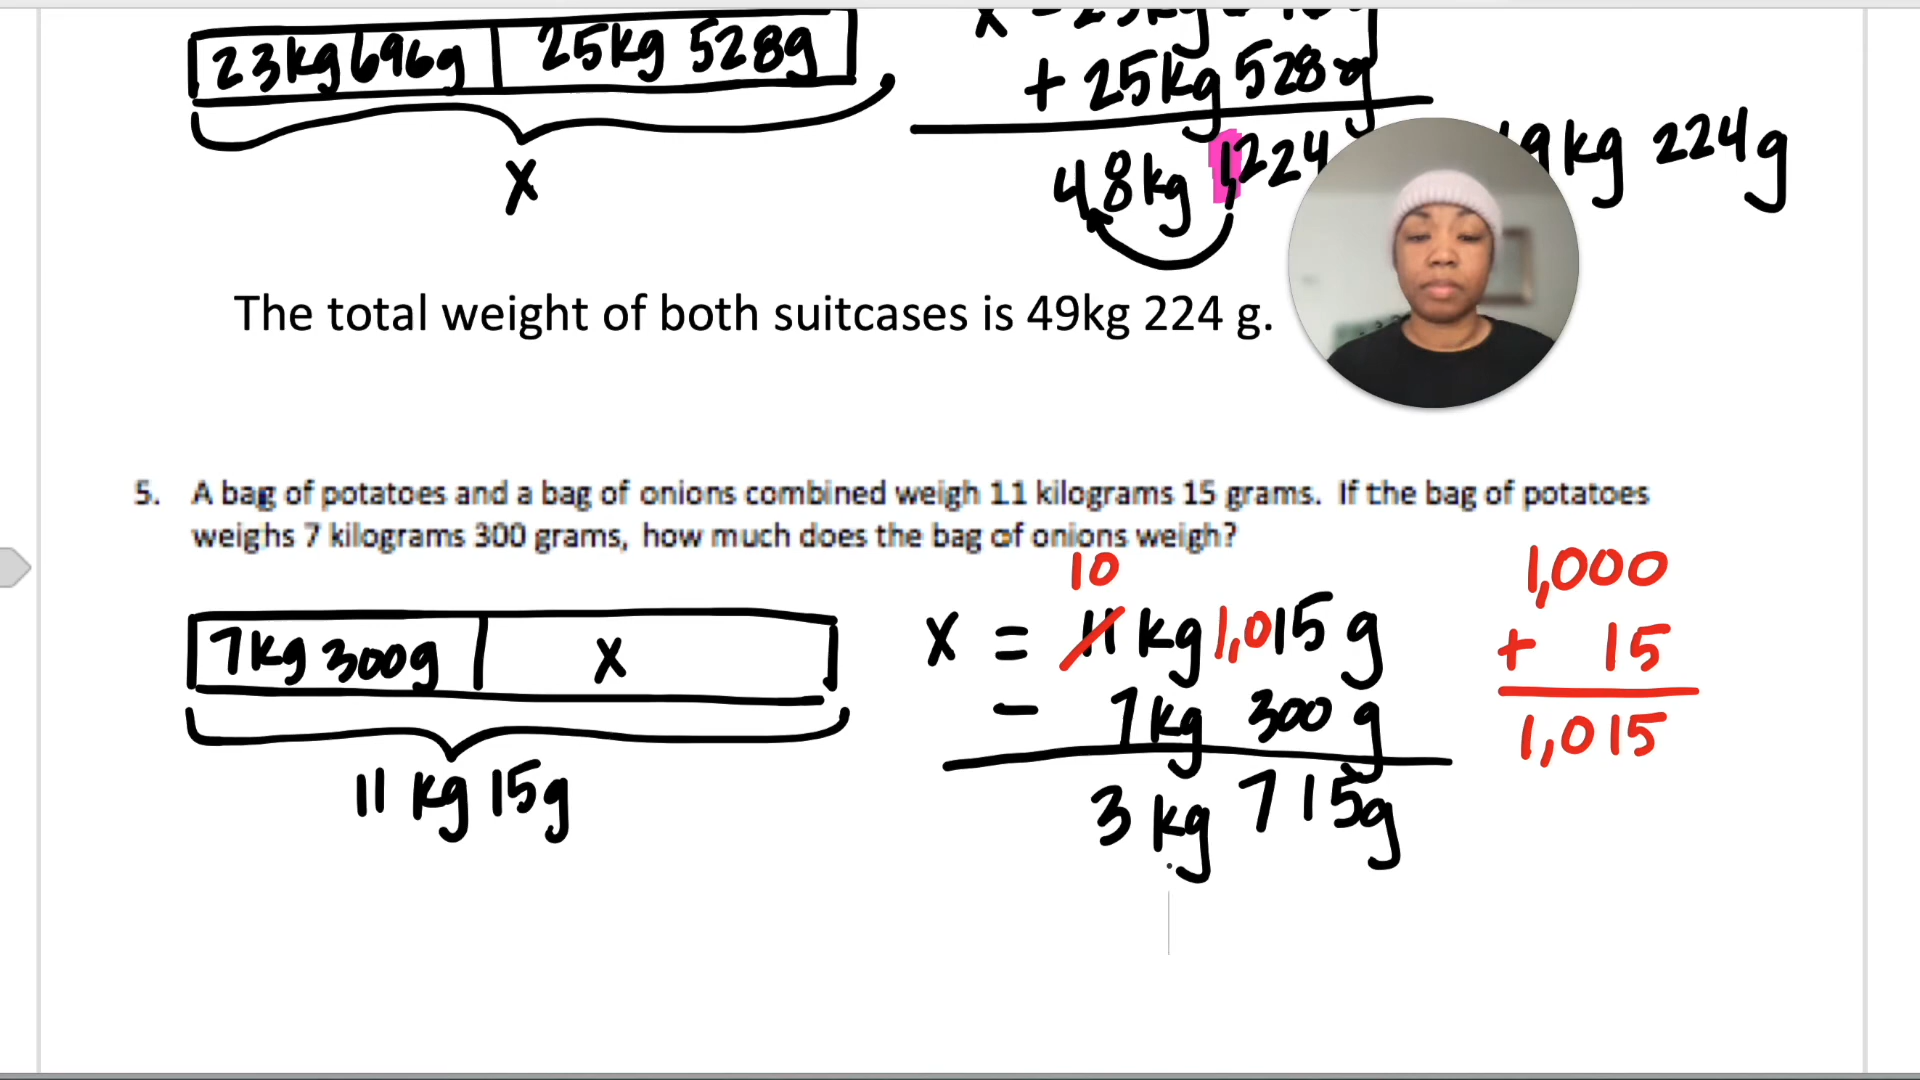 23kg 696g 25kg 528g
x
+ 25kg 528g
48kg 1224
9kg 224g
x
The total weight of both suitcases is 49kg 224 g.
5. A bag of potatoes and a bag of onions combined weigh 11 kilograms 15 grams. If the bag of potatoes
weighs 7 kilograms 300 grams, how much does the bag of onions weigh?
7kg 300g x
11 kg 15g
10
x = 11 kg 1,015 g
- 7kg 300 g
3 kg 715g
1,000
+ 15
1,015